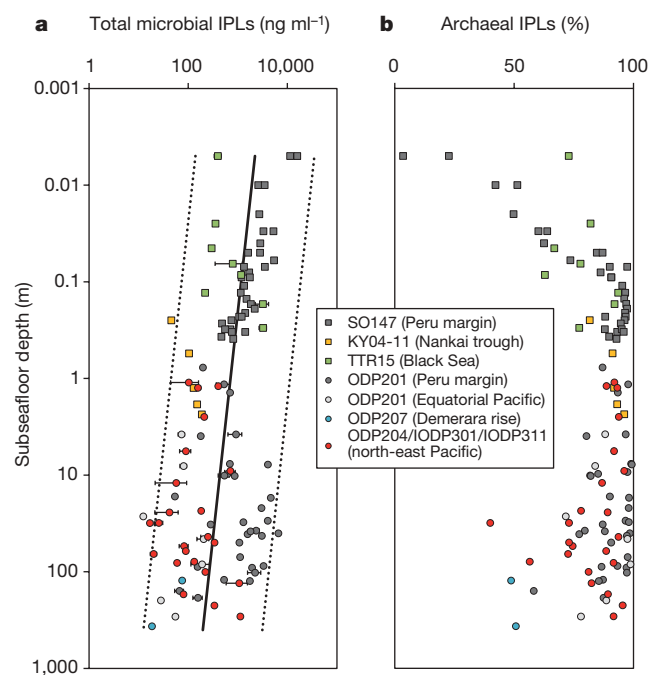 a Total microbial IPLs (ng ml⁻¹) b Archaeal IPLs (%)
1 100 10,000 0 50 100
0.001
0.01
0.1
1
10
100
1,000
Subseafloor depth (m)
SO147 (Peru margin)
KY04-11 (Nankai trough)
TTR15 (Black Sea)
ODP201 (Peru margin)
ODP201 (Equatorial Pacific)
ODP207 (Demerara rise)
ODP204/IODP301/IODP311
(north-east Pacific)